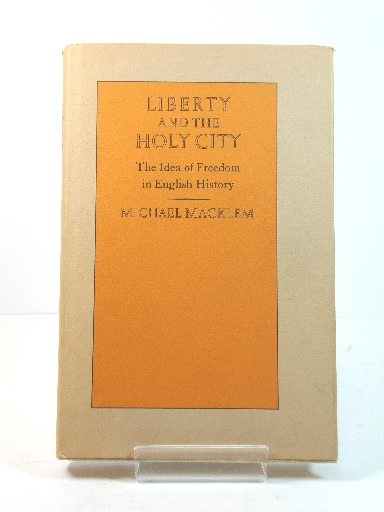 LIBERTY
AND THE
HOLY CITY
The Idea of Freedom
in English History
MICHAEL MACKLEM